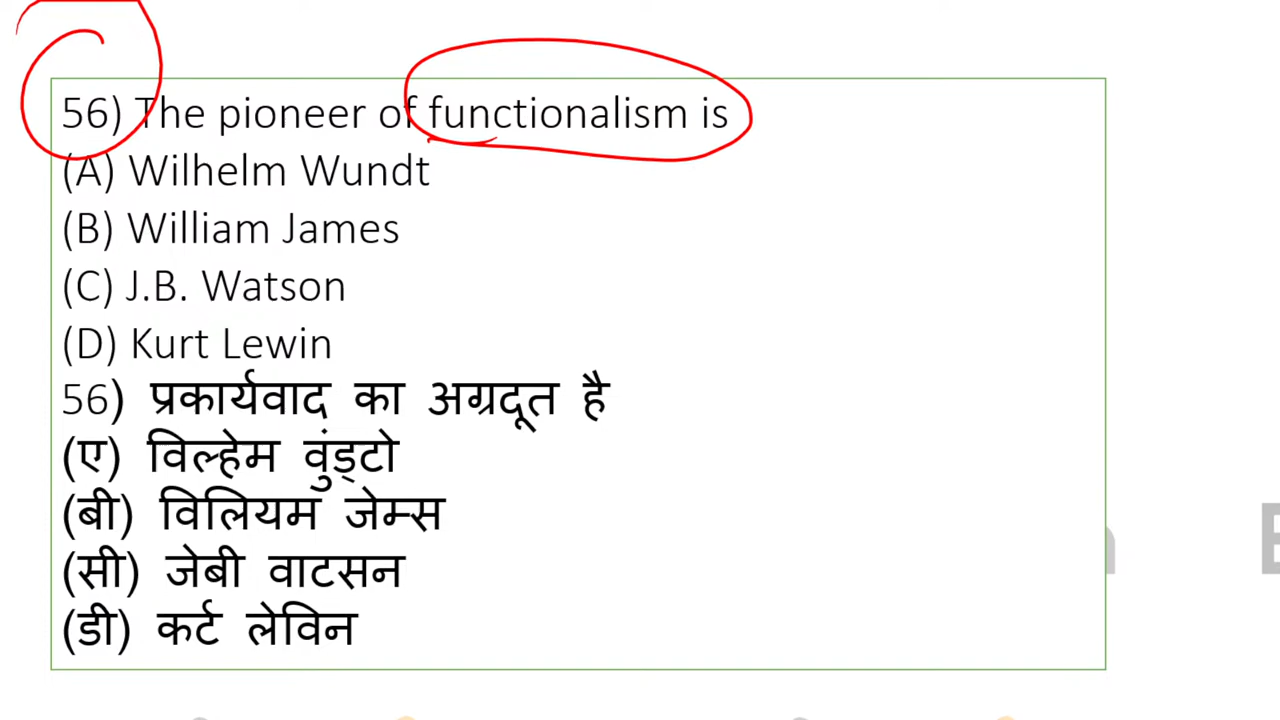 56) The pioneer of functionalism is
(A) Wilhelm Wundt
(B) William James
(C) J.B. Watson
(D) Kurt Lewin
56) प्रकार्यवाद का अग्रदूत है
(ए) विल्हेम वुंड्टो
(बी) विलियम जेम्स
(सी) जेबी वाटसन
(डी) कर्ट लेविन